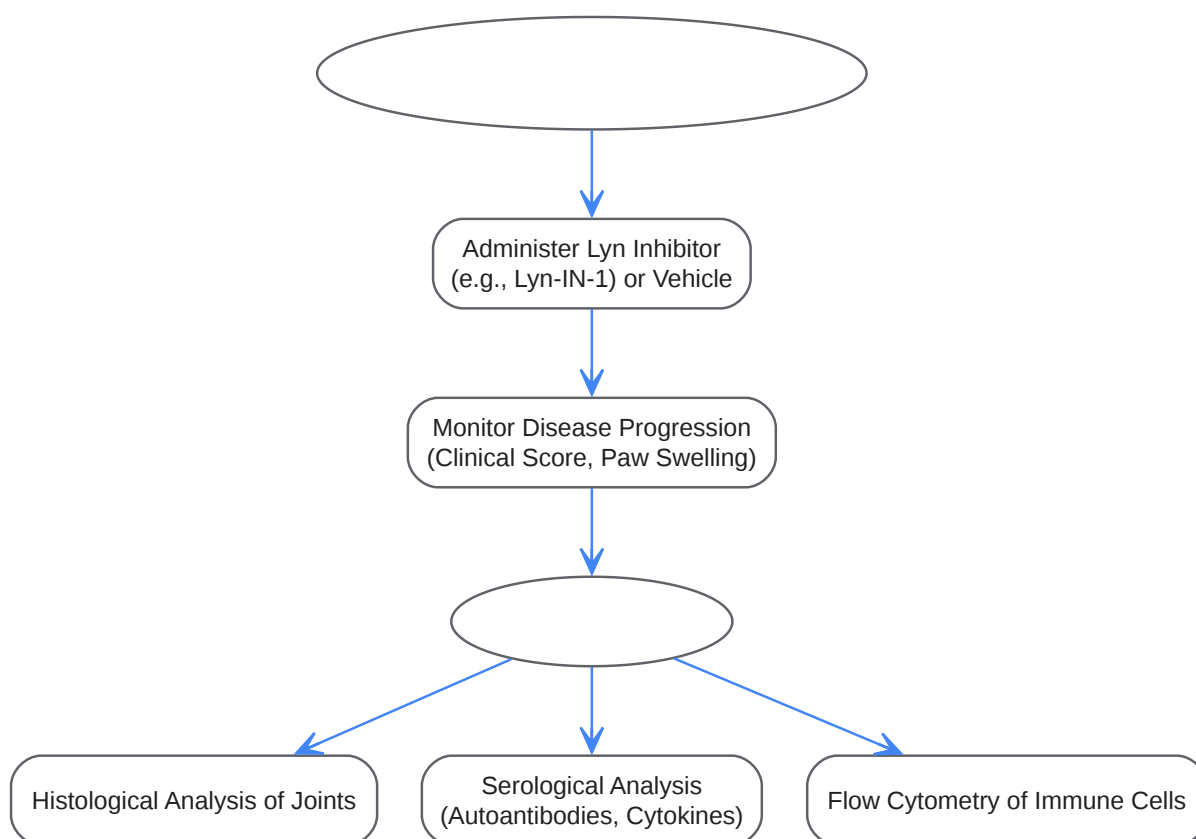 Administer Lyn Inhibitor
(e.g., Lyn-IN-1) or Vehicle
Monitor Disease Progression
(Clinical Score, Paw Swelling)
Histological Analysis of Joints
Serological Analysis
(Autoantibodies, Cytokines)
Flow Cytometry of Immune Cells